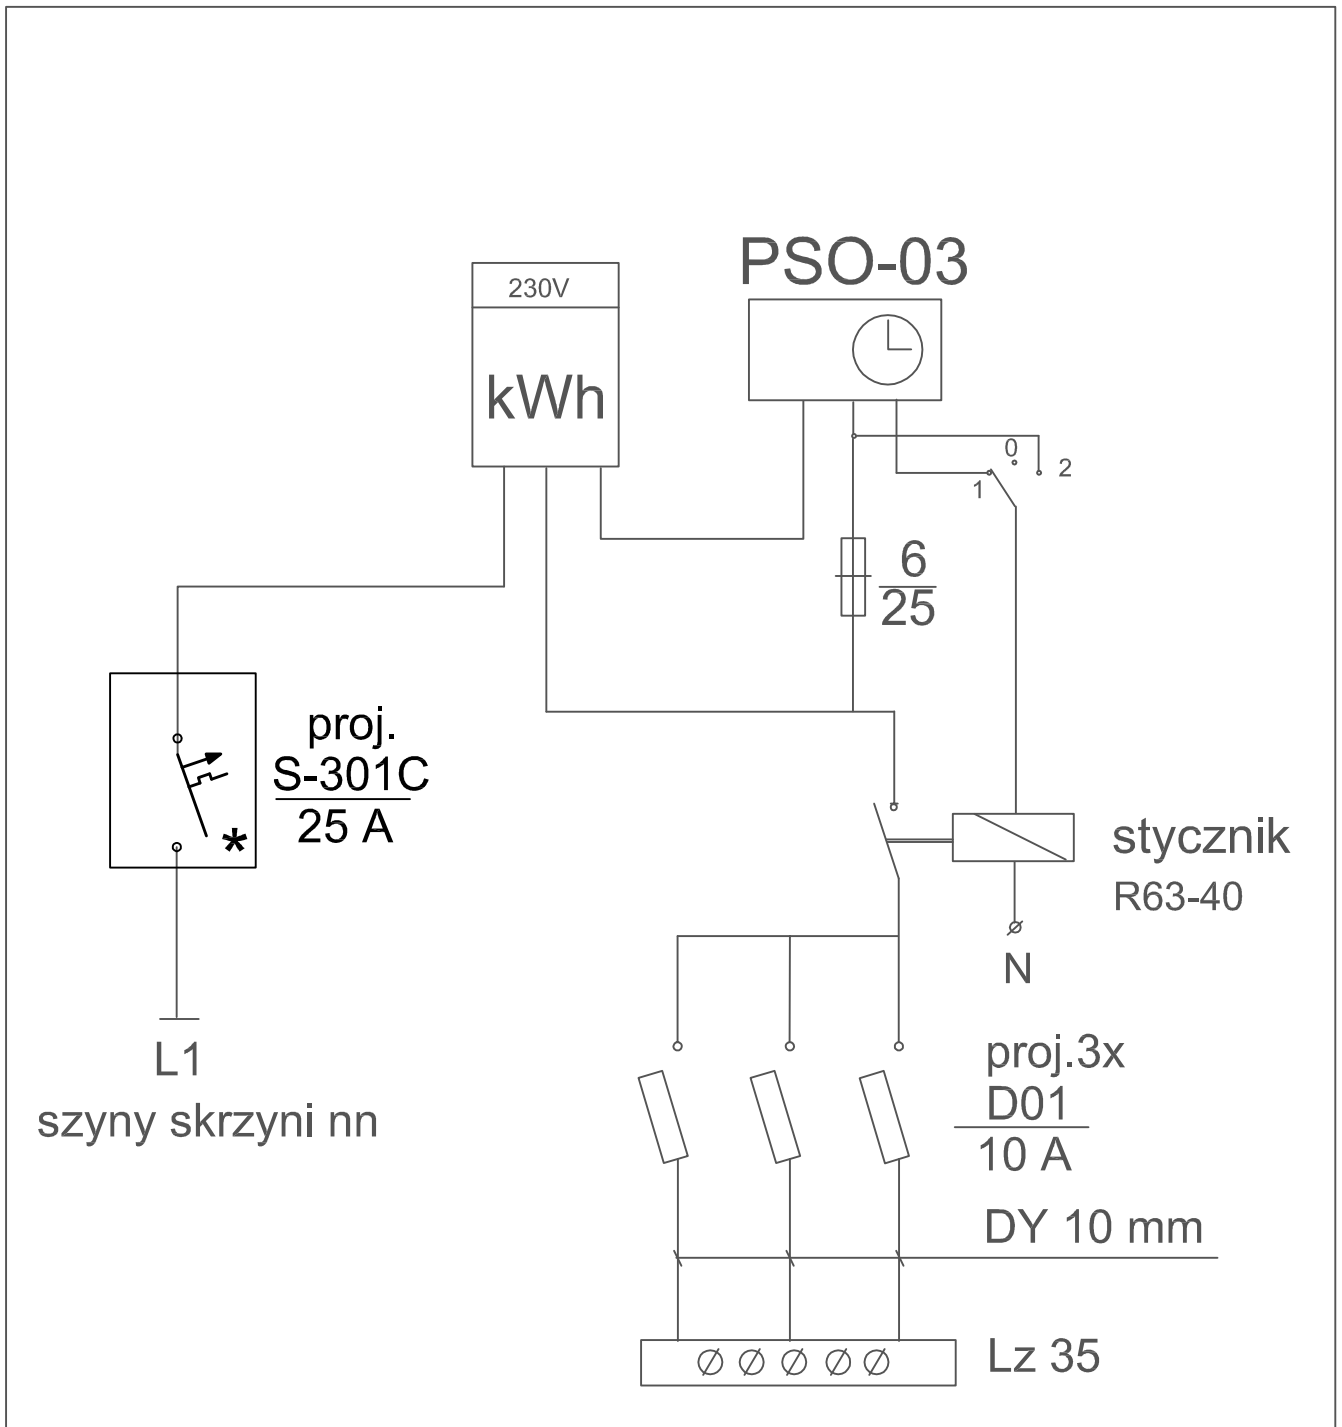 PSO-03
230V
kWh
0
2
1
6
25
proj.
S-301C
25 A
*
stycznik
R63-40
N
L1
szyny skrzyni nn
proj.3x
D01
10 A
DY 10 mm
Lz 35